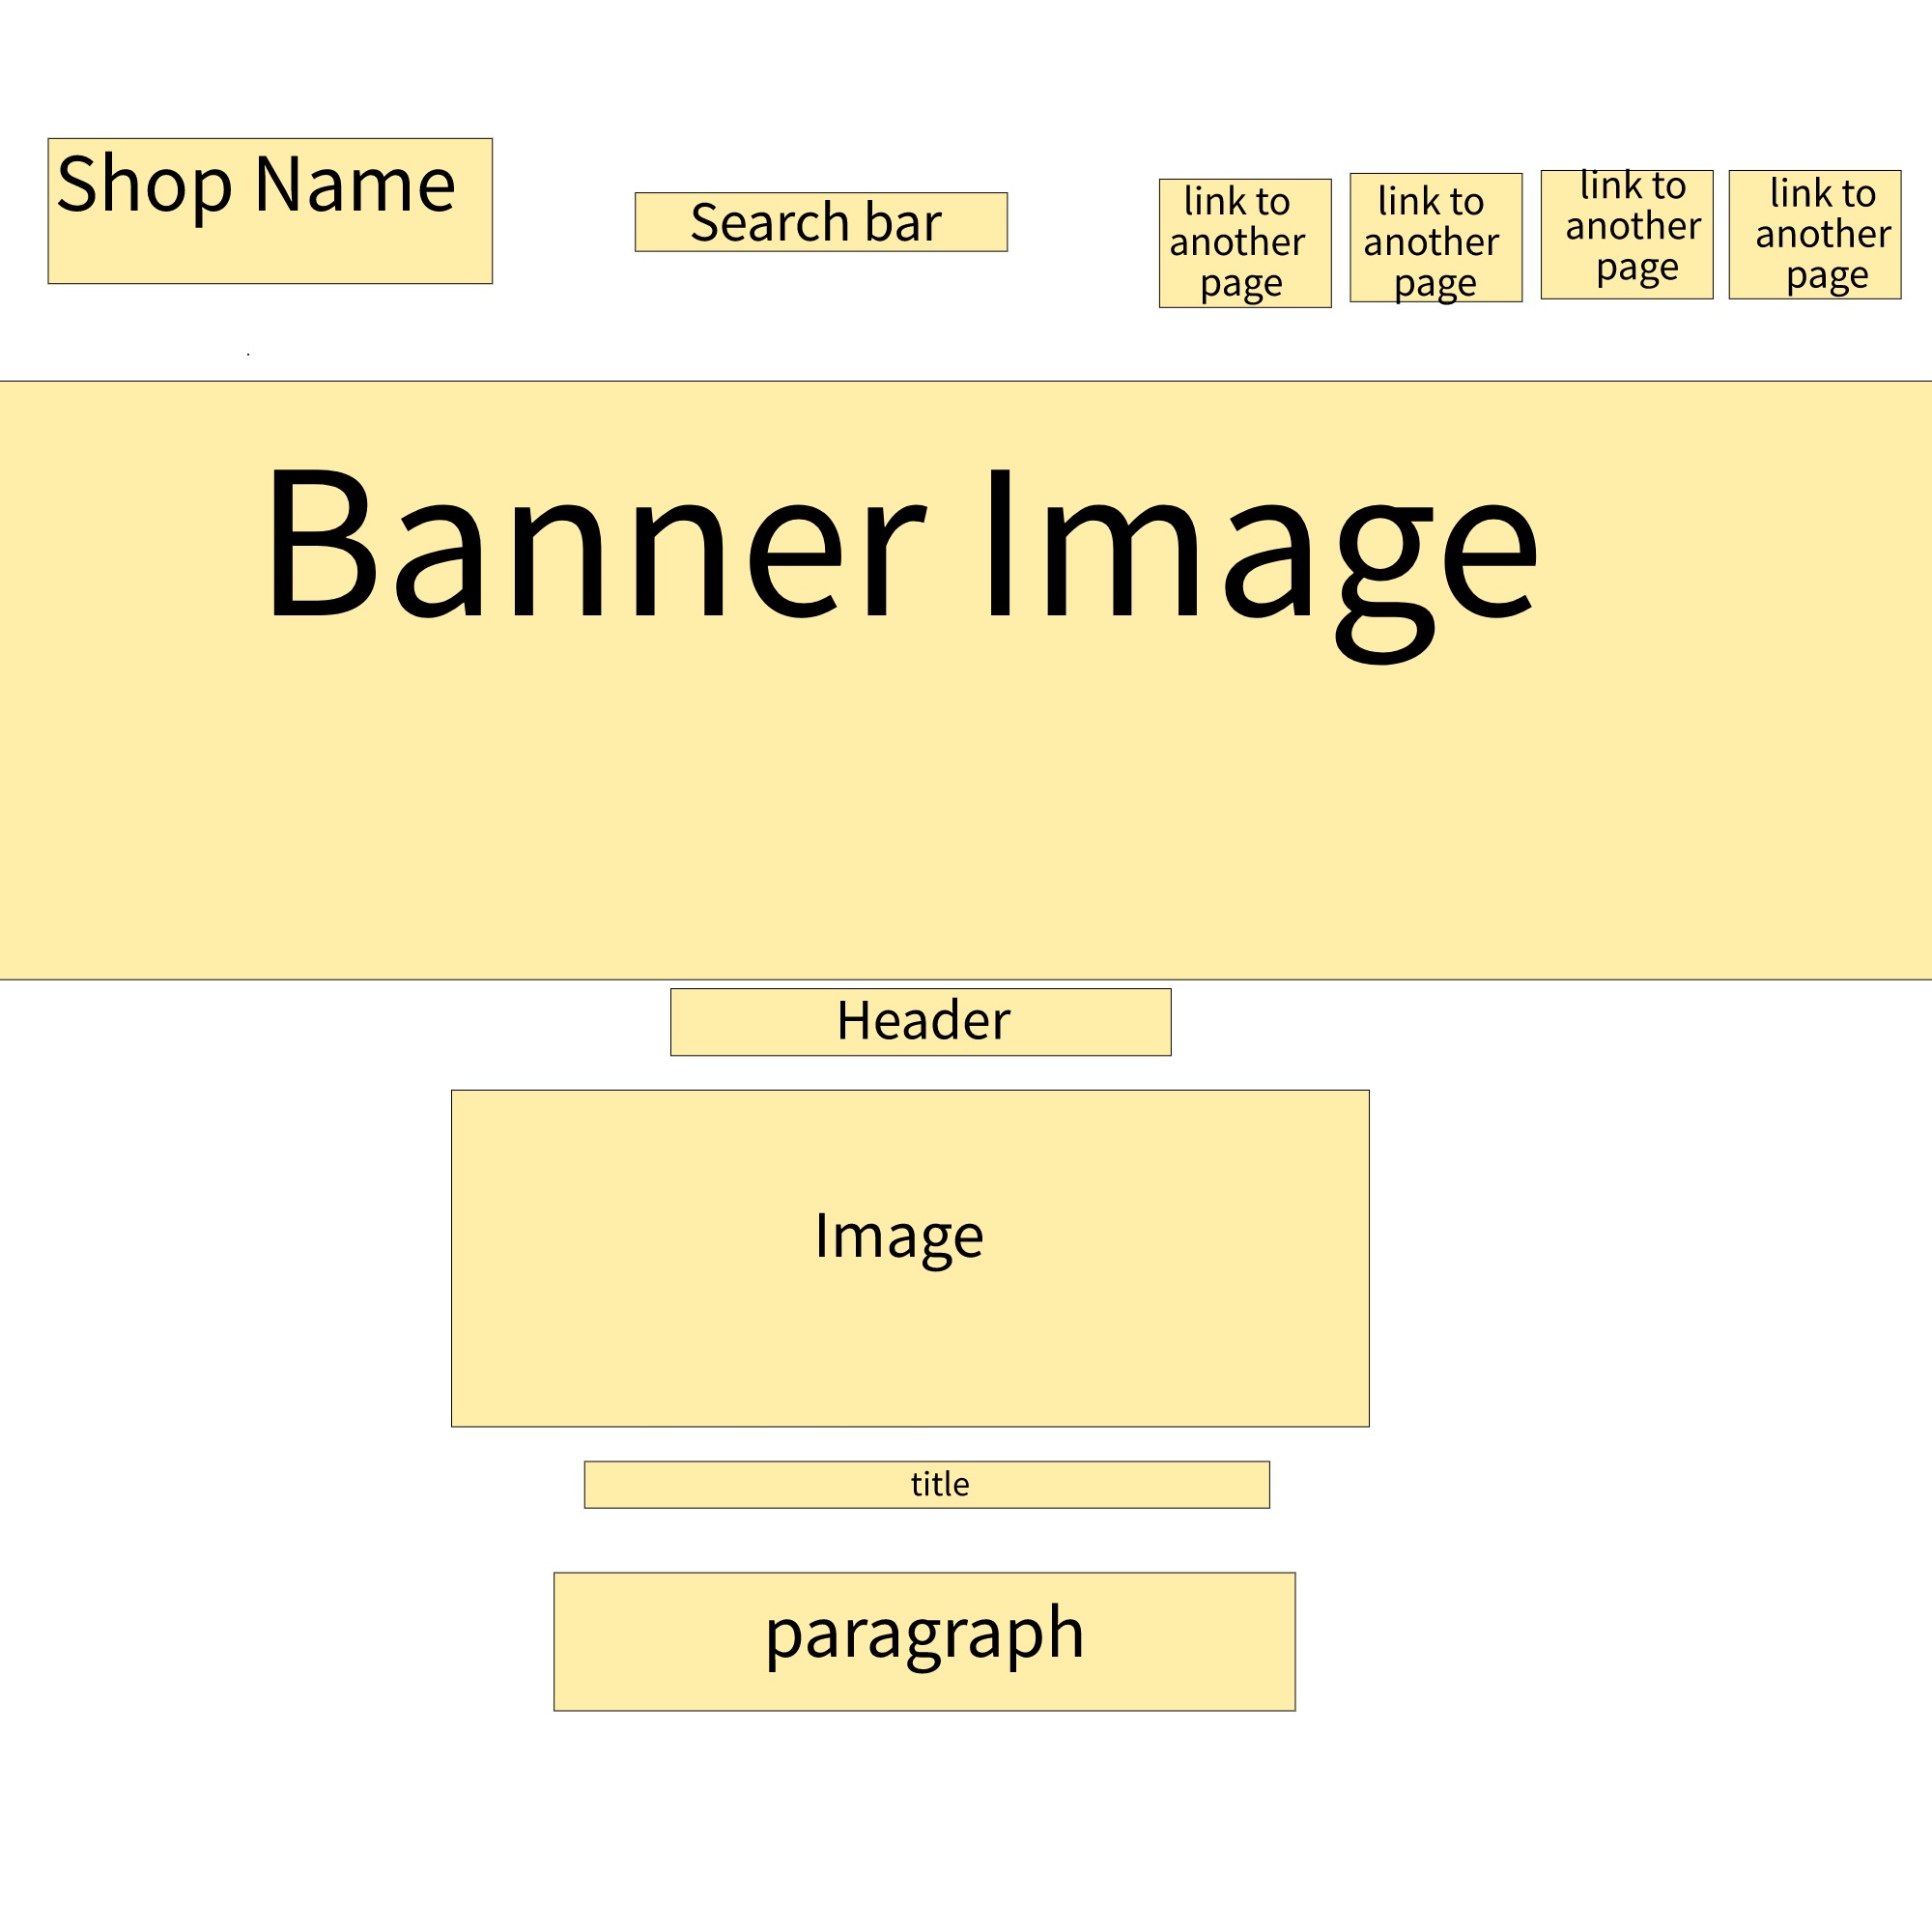 Shop Name
Search bar
link to
another
page
link to
another
page
link to
another
page
link to
another
page
Banner Image
Header
Image
title
paragraph